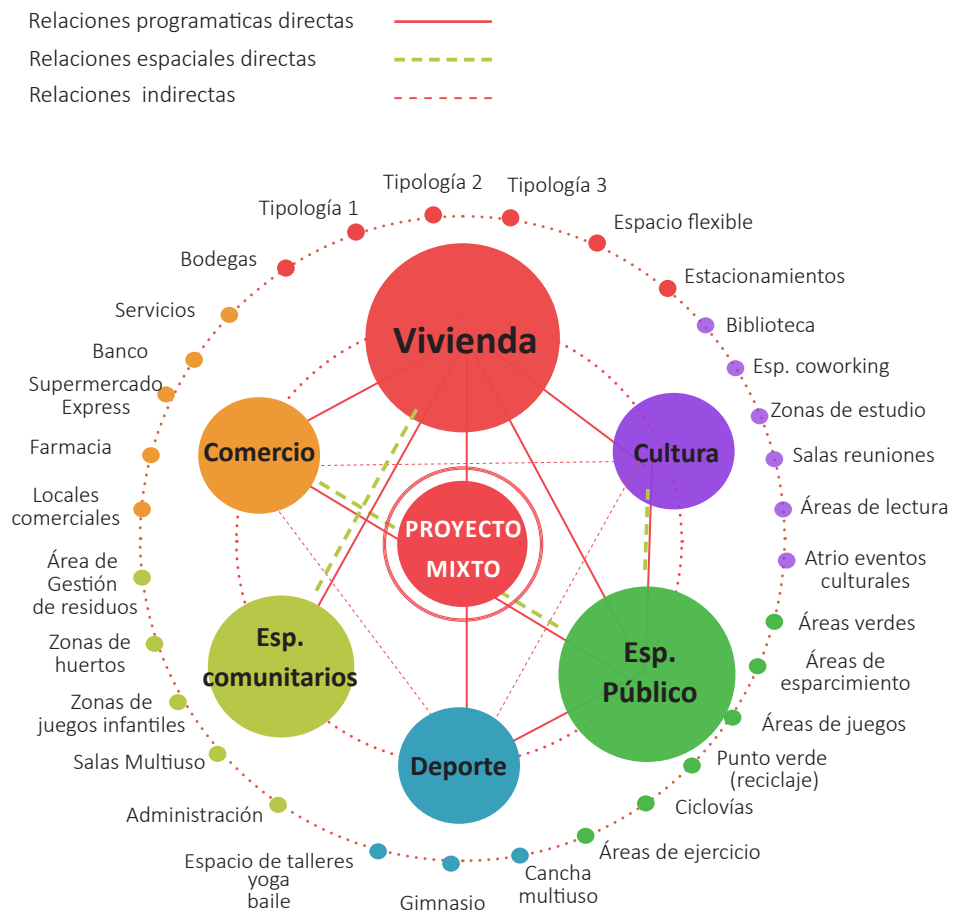 Relaciones programaticas directas
Relaciones espaciales directas
Relaciones indirectas
Tipología 1
Tipología 2
Tipología 3
Espacio flexible
Estacionamientos
Bodegas
Servicios
Banco
Supermercado
Express
Farmacia
Locales
comerciales
Área de
Gestión
de residuos
Zonas de
huertos
Zonas de
juegos infantiles
Salas Multiuso
Administración
Espacio de talleres
yoga
baile
Gimnasio
Cancha
multiuso
Áreas de ejercicio
Ciclovías
Punto verde
(reciclaje)
Áreas de juegos
Áreas de
esparcimiento
Áreas verdes
Atrio eventos
culturales
Áreas de lectura
Salas reuniones
Zonas de estudio
Esp. coworking
Biblioteca
Vivienda
Comercio
Cultura
PROYECTO
MIXTO
Esp.
comunitarios
Esp.
Público
Deporte